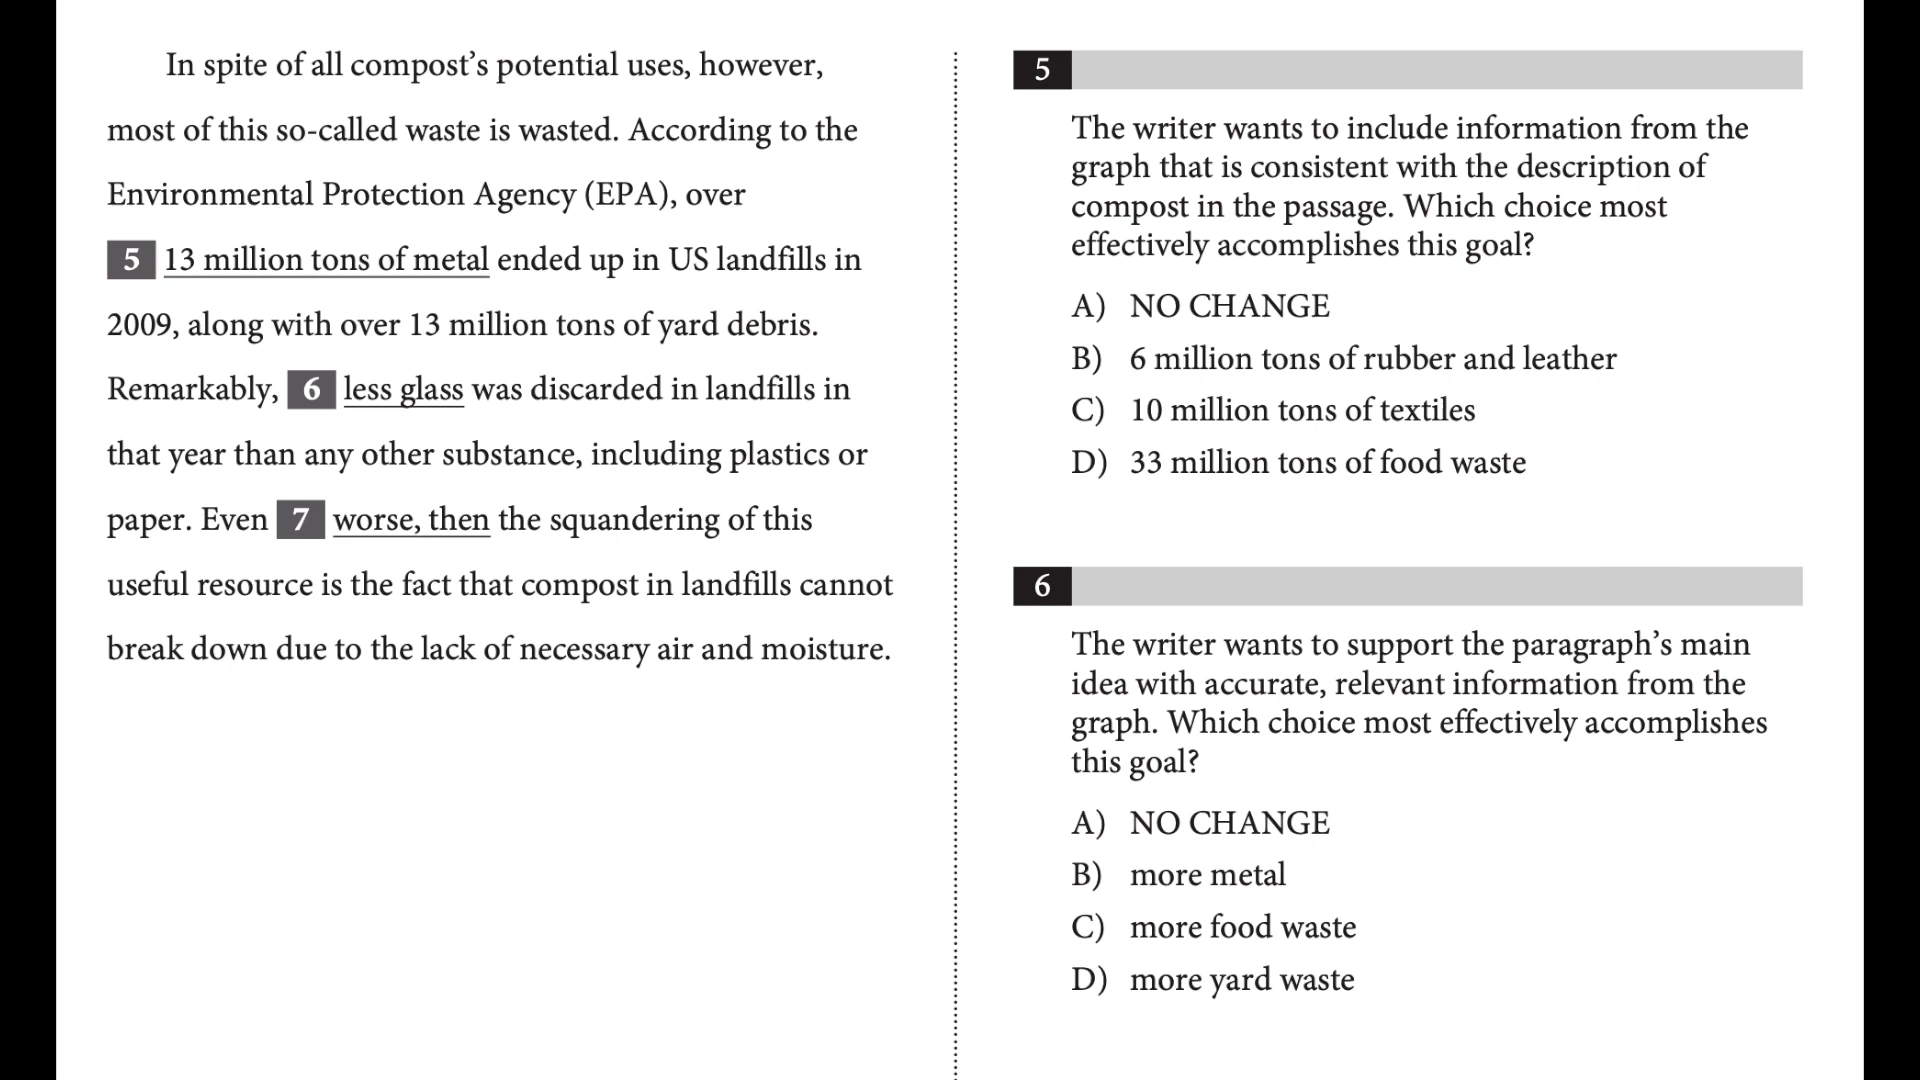 In spite of all compost’s potential uses, however,
most of this so-called waste is wasted. According to the
Environmental Protection Agency (EPA), over
5 13 million tons of metal ended up in US landfills in
2009, along with over 13 million tons of yard debris.
Remarkably, 6 less glass was discarded in landfills in
that year than any other substance, including plastics or
paper. Even 7 worse, then the squandering of this
useful resource is the fact that compost in landfills cannot
break down due to the lack of necessary air and moisture.
5
The writer wants to include information from the
graph that is consistent with the description of
compost in the passage. Which choice most
effectively accomplishes this goal?
A) NO CHANGE
B) 6 million tons of rubber and leather
C) 10 million tons of textiles
D) 33 million tons of food waste
6
The writer wants to support the paragraph’s main
idea with accurate, relevant information from the
graph. Which choice most effectively accomplishes
this goal?
A) NO CHANGE
B) more metal
C) more food waste
D) more yard waste